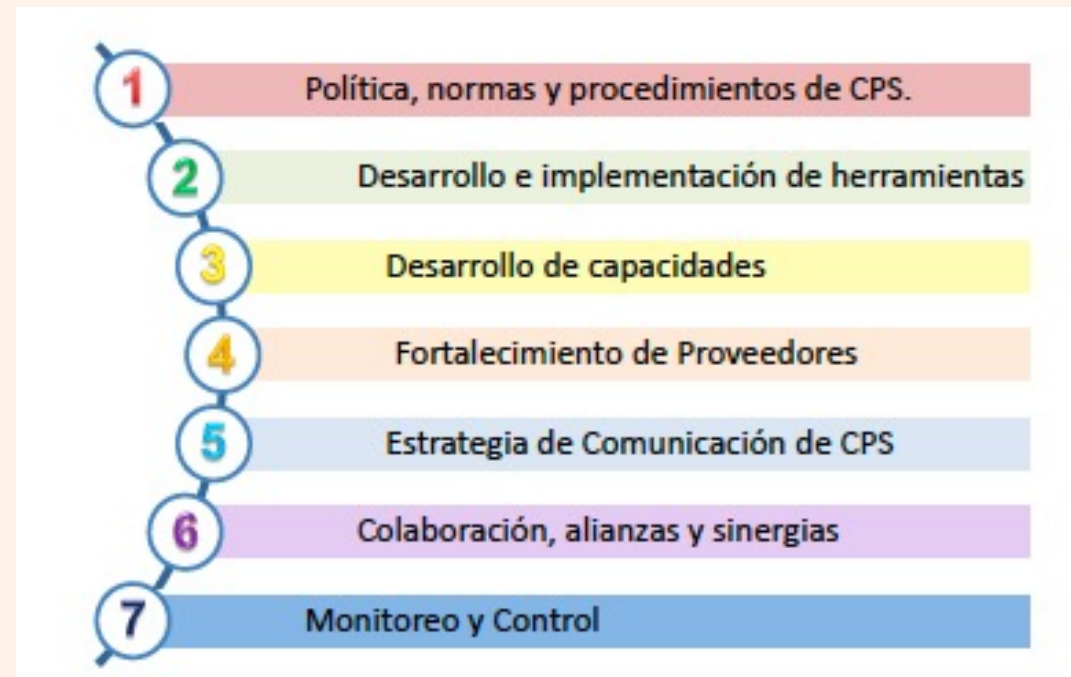 1 Política, normas y procedimientos de CPS.
2 Desarrollo e implementación de herramientas
3 Desarrollo de capacidades
4 Fortalecimiento de Proveedores
5 Estrategia de Comunicación de CPS
6 Colaboración, alianzas y sinergias
7 Monitoreo y Control